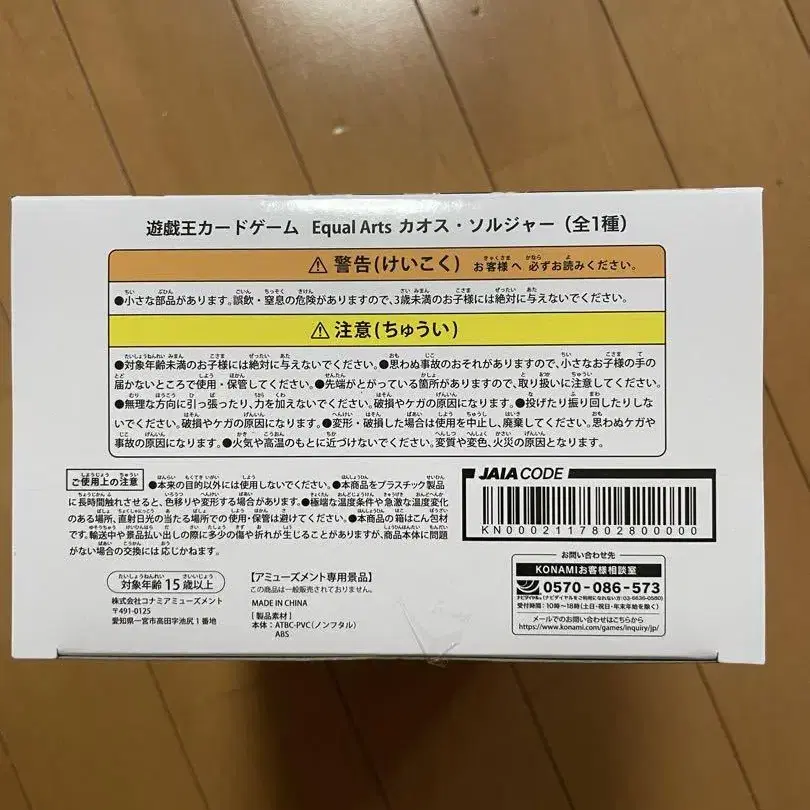 遊戯王カードゲーム Equal Arts カオス・ソルジャー(全1種)
⚠ 警告(けいこく) お客様へ 必ずお読みください。
●小さな部品があります。誤飲・窒息の危険がありますので、3歳未満のお子様には絶対に与えないでください。
⚠ 注意(ちゅうい)
●対象年齢未満のお子様には絶対に与えないでください。●思わぬ事故のおそれがありますので、小さなお子様の手の
届かないところで使用・保管してください。●先端がとがっている箇所がありますので、取り扱いに注意してください。
●無理な方向に引っ張ったり、力を加えないでください。破損やケガの原因になります。●投げたり振り回したりしな
いでください。破損やケガの原因になります。●変形・破損した場合は使用を中止し、廃棄してください。思わぬケガや
事故の原因になります。●火気や高温のもとに近づけないでください。変質や変色、火災の原因となります。
ご使用上の注意 ●本来の目的以外には使用しないでください。●本商品をプラスチック製品
に長時間触れさせると、色移りや変形する場合があります。●極端な温度条件や急激な温度変化
のある場所、直射日光の当たる場所での使用・保管は避けてください。●本商品の箱はこん包材
です。輸送中や景品払い出しの際に多少の傷や折れが生じることがありますが、商品本体に問題
がない場合の交換には応じかねます。
JAIA CODE
KN00021178028000000
対象年齢 15歳以上
株式会社コナミアミューズメント
〒491-0125
愛知県一宮市高田字池尻1番地
[アミューズメント専用景品]
この商品は一般販売されておりません。
MADE IN CHINA
[製品素材]
本体:ATBC-PVC(ノンフタル)
ABS
お問い合わせ先
KONAMIお客様相談室
0570-086-573
ナビダイヤル (ナビダイヤルをご利用になれない方:03-6636-0580)
受付時間:10時~18時(土日・祝日・年末年始を除く)
メールでのお問い合わせはこちらから
https://www.konami.com/games/inquiry/jp/